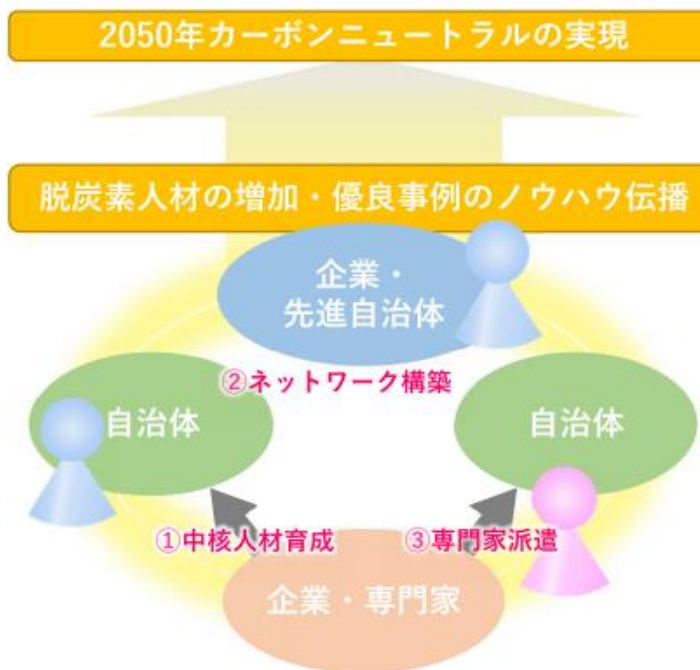 2050年カーボンニュートラルの実現
脱炭素人材の増加・優良事例のノウハウ伝播
企業・
先進自治体
②ネットワーク構築
自治体
自治体
①中核人材育成
③専門家派遣
企業・専門家